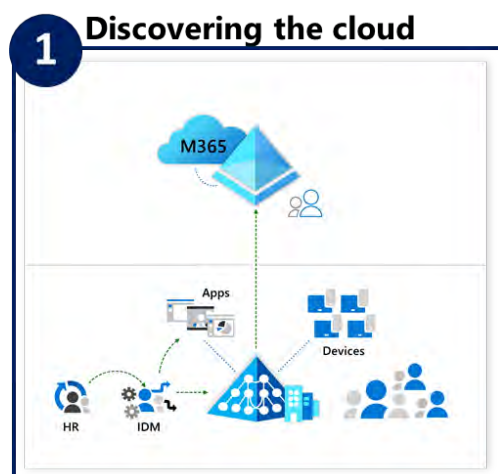 1
Discovering the cloud
M365
Apps
Devices
HR
IDM